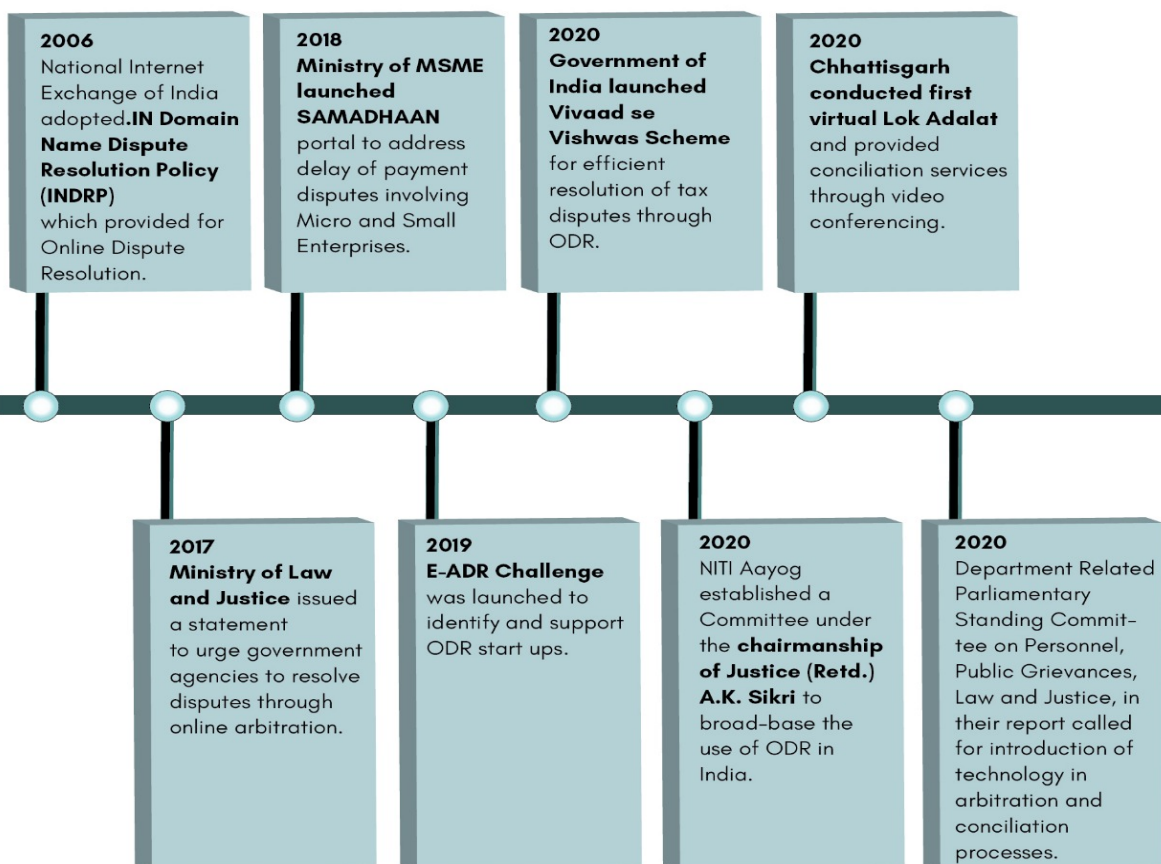 2006
National Internet
Exchange of India
adopted.IN Domain
Name Dispute
Resolution Policy
(INDRP)
which provided for
Online Dispute
Resolution.
2018
Ministry of MSME
launched
SAMADHAAN
portal to address
delay of payment
disputes involving
Micro and Small
Enterprises.
2020
Government of
India launched
Vivaad se
Vishwas Scheme
for efficient
resolution of tax
disputes through
ODR.
2020
Chhattisgarh
conducted first
virtual Lok Adalat
and provided
conciliation services
through video
conferencing.
2017
Ministry of Law
and Justice issued
a statement
to urge government
agencies to resolve
disputes through
online arbitration.
2019
E-ADR Challenge
was launched to
identify and support
ODR start ups.
2020
NITI Aayog
established a
Committee under
the chairmanship
of Justice (Retd.)
A.K. Sikri to
broad-base the
use of ODR in
India.
2020
Department Related
Parliamentary
Standing Commit-
tee on Personnel,
Public Grievances,
Law and Justice, in
their report called
for introduction of
technology in
arbitration and
conciliation
processes.